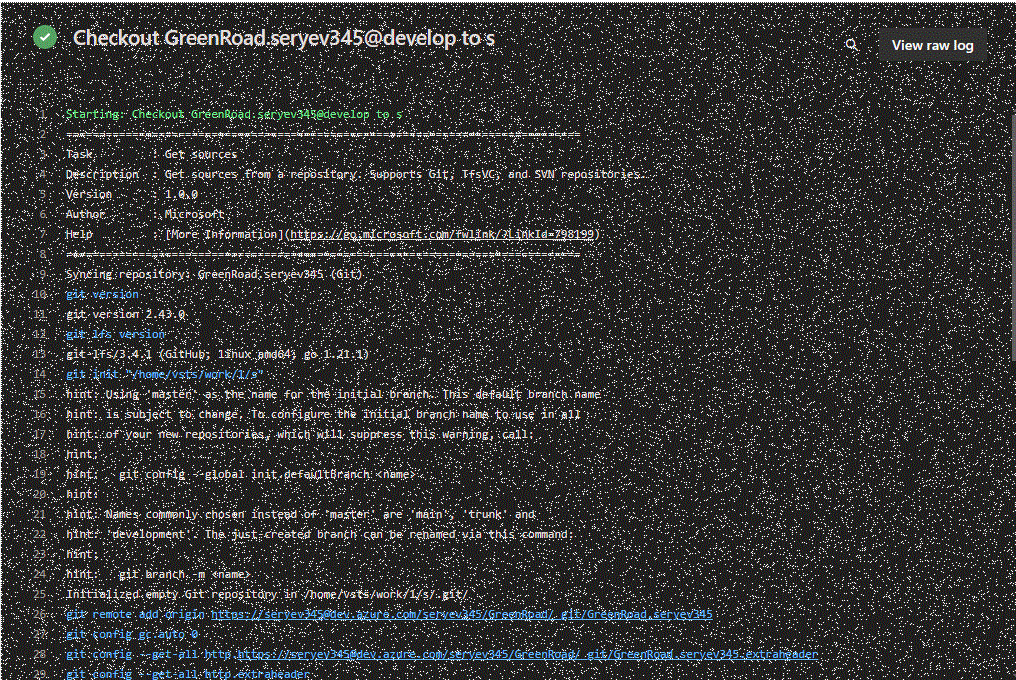 Checkout GreenRoad.seryev345@develop to s
View raw log
1 Starting: Checkout GreenRoad.seryev345@develop to s
2 ==============================================================================
3 Task         : Get sources
4 Description  : Get sources from a repository. Supports Git, TfsVC, and SVN repositories.
5 Version      : 1.0.0
6 Author       : Microsoft
7 Help         : [More Information](https://go.microsoft.com/fwlink/?LinkId=798199)
8 ==============================================================================
9 Syncing repository: GreenRoad.seryev345 (Git)
10 git version
11 git version 2.43.0
12 git lfs version
13 git-lfs/3.4.1 (GitHub; linux amd64; go 1.21.1)
14 git init "/home/vsts/work/1/s"
15 hint: Using 'master' as the name for the initial branch. This default branch name
16 hint: is subject to change. To configure the initial branch name to use in all
17 hint: of your new repositories, which will suppress this warning, call:
18 hint:
19 hint:   git config --global init.defaultBranch <name>
20 hint:
21 hint: Names commonly chosen instead of 'master' are 'main', 'trunk' and
22 hint: 'development'. The just-created branch can be renamed via this command:
23 hint:
24 hint:   git branch -m <name>
25 Initialized empty Git repository in /home/vsts/work/1/s/.git/
26 git remote add origin https://seryev345@dev.azure.com/seryev345/GreenRoad/_git/GreenRoad.seryev345
27 git config gc.auto 0
28 git config --get-all http.https://seryev345@dev.azure.com/seryev345/GreenRoad/_git/GreenRoad.seryev345.extraheader
29 git config --get-all http.extraheader